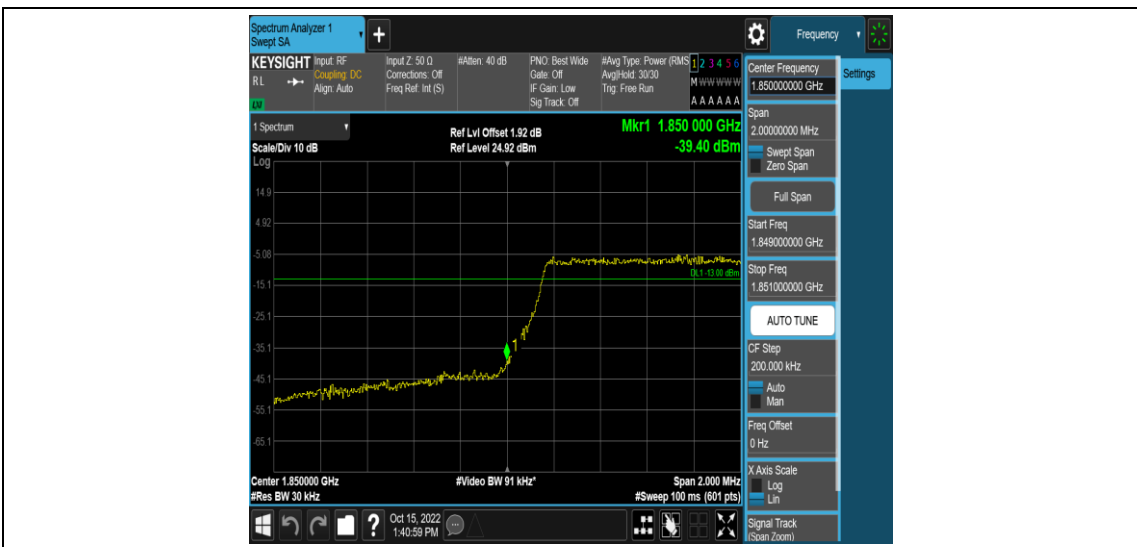 Spectrum Analyzer 1
Swept SA
+
Frequency
KEYSIGHT
RL
LXI
Input: RF
Coupling: DC
Align: Auto
Input Z: 50 Ω
Corrections: Off
Freq Ref: Int (S)
#Atten: 40 dB
PNO: Best Wide
Gate: Off
IF Gain: Low
Sig Track: Off
#Avg Type: Power (RMS
Avg|Hold: 30/30
Trig: Free Run
1 2 3 4 5 6
M W W W W W
A A A A A A
1 Spectrum
Scale/Div 10 dB
Log
Ref Lvl Offset 1.92 dB
Ref Level 24.92 dBm
Mkr1 1.850 000 GHz
-39.40 dBm
14.9
4.92
-5.08
DL1 -13.00 dBm
-15.1
-25.1
-35.1
1
-45.1
-55.1
-65.1
Center 1.850000 GHz
#Res BW 30 kHz
#Video BW 91 kHz*
Span 2.000 MHz
#Sweep 100 ms (601 pts)
?
Oct 15, 2022
1:40:59 PM
Center Frequency
1.850000000 GHz
Settings
Span
2.00000000 MHz
Swept Span
Zero Span
Full Span
Start Freq
1.849000000 GHz
Stop Freq
1.851000000 GHz
AUTO TUNE
CF Step
200.000 kHz
Auto
Man
Freq Offset
0 Hz
X Axis Scale
Log
Lin
Signal Track
(Span Zoom)